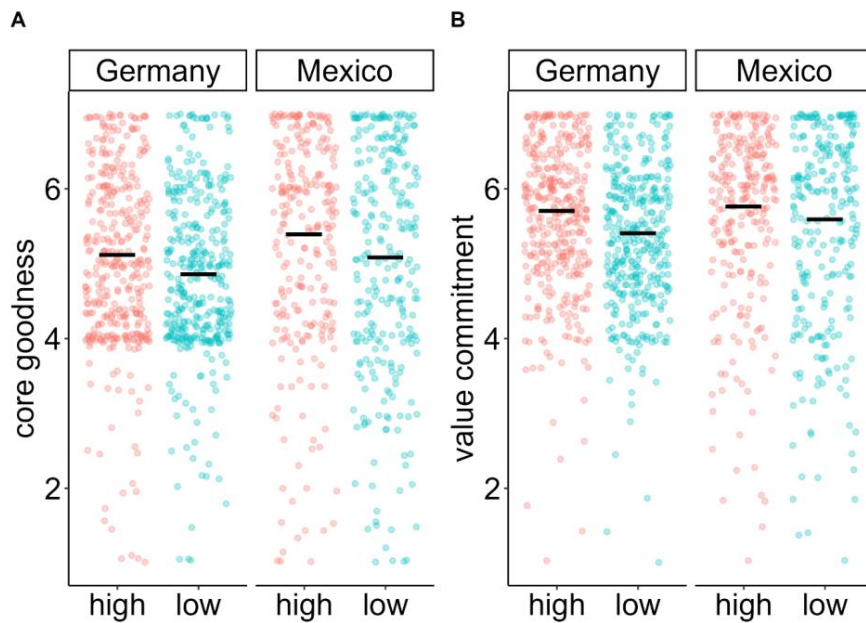 A
Germany
Mexico
core goodness
6
4
2
high
low
high
low
B
Germany
Mexico
value commitment
6
4
2
high
low
high
low